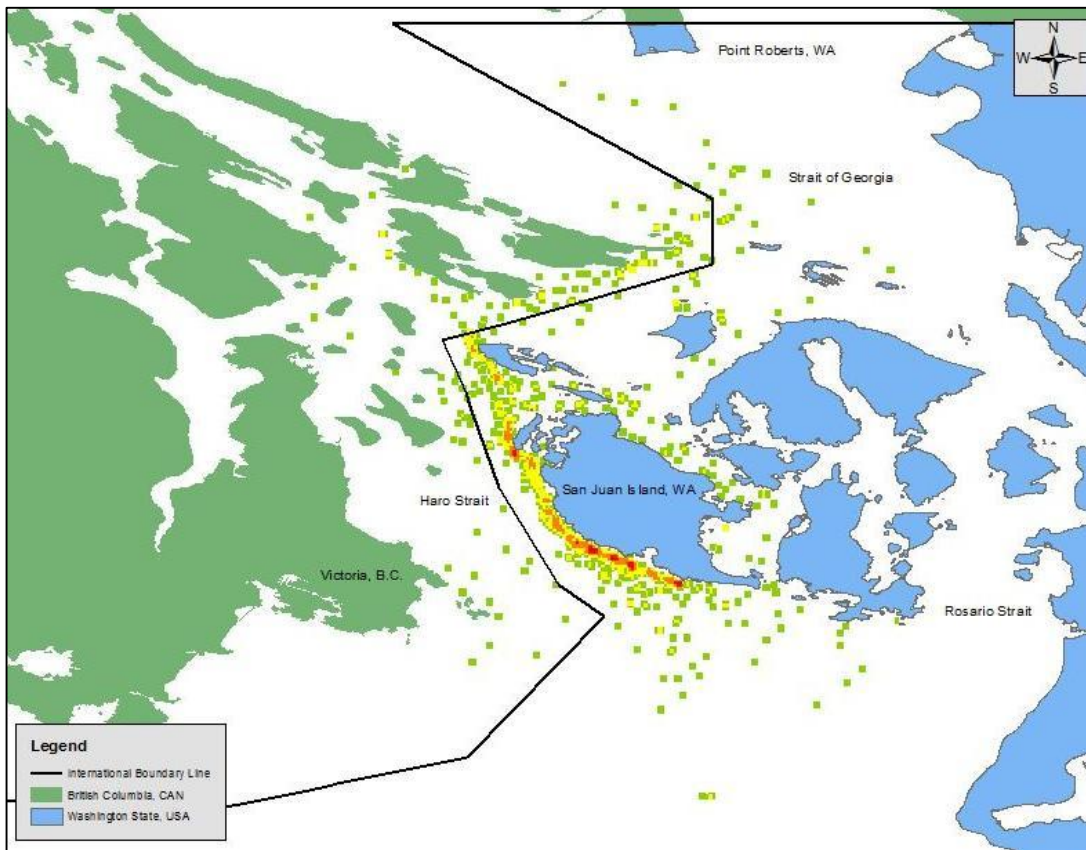 Point Roberts, WA
N
W E
S
Strait of Georgia
San Juan Island, WA
Haro Strait
Victoria, B.C.
Rosario Strait
Legend
International Boundary Line
British Columbia, CAN
Washington State, USA